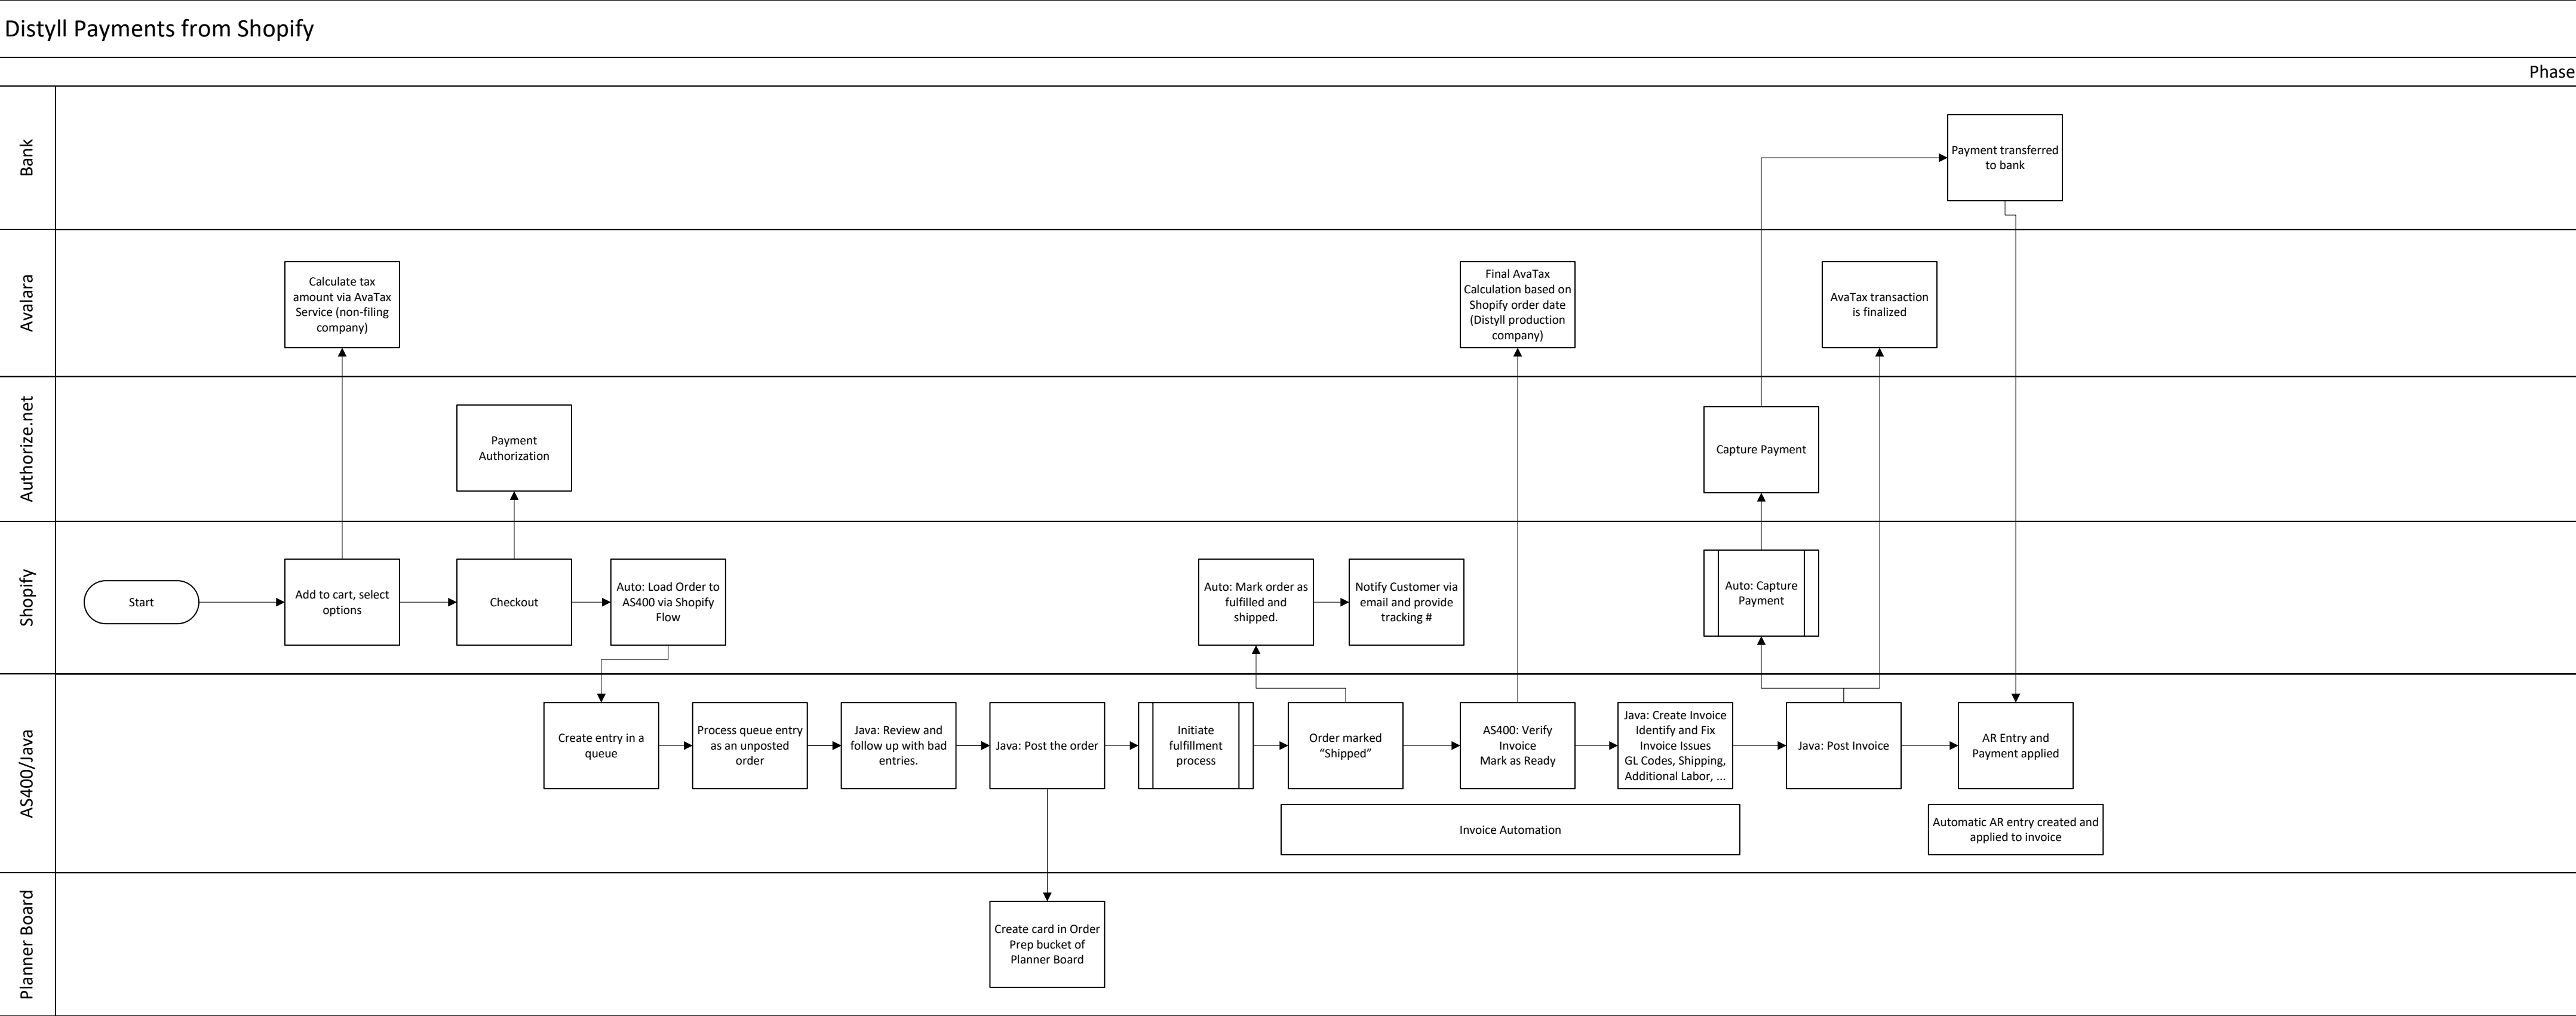 Distyll Payments from Shopify
Phase
Bank
Payment transferred
to bank
Avalara
Calculate tax
amount via AvaTax
Service (non-filing
company)
Final AvaTax
Calculation based on
Shopify order date
(Distyll production
company)
AvaTax transaction
is finalized
Authorize.net
Payment
Authorization
Capture Payment
Shopify
Start
Add to cart, select
options
Checkout
Auto: Load Order to
AS400 via Shopify
Flow
Auto: Mark order as
fulfilled and
shipped.
Notify Customer via
email and provide
tracking #
Auto: Capture
Payment
AS400/Java
Create entry in a
queue
Process queue entry
as an unposted
order
Java: Review and
follow up with bad
entries.
Java: Post the order
Initiate
fulfillment
process
Order marked
“Shipped”
AS400: Verify
Invoice
Mark as Ready
Java: Create Invoice
Identify and Fix
Invoice Issues
GL Codes, Shipping,
Additional Labor, ...
Java: Post Invoice
AR Entry and
Payment applied
Invoice Automation
Automatic AR entry created and
applied to invoice
Planner Board
Create card in Order
Prep bucket of
Planner Board